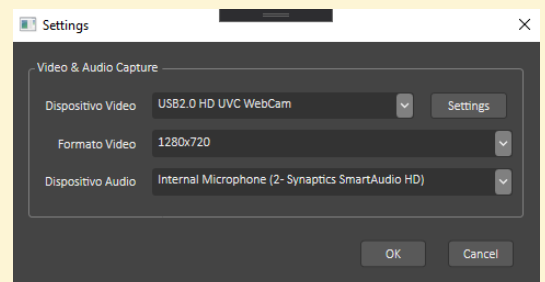 Settings
Video & Audio Capture
Dispositivo Video USB2.0 HD UVC WebCam Settings
Formato Video 1280x720
Dispositivo Audio Internal Microphone (2- Synaptics SmartAudio HD)
OK Cancel